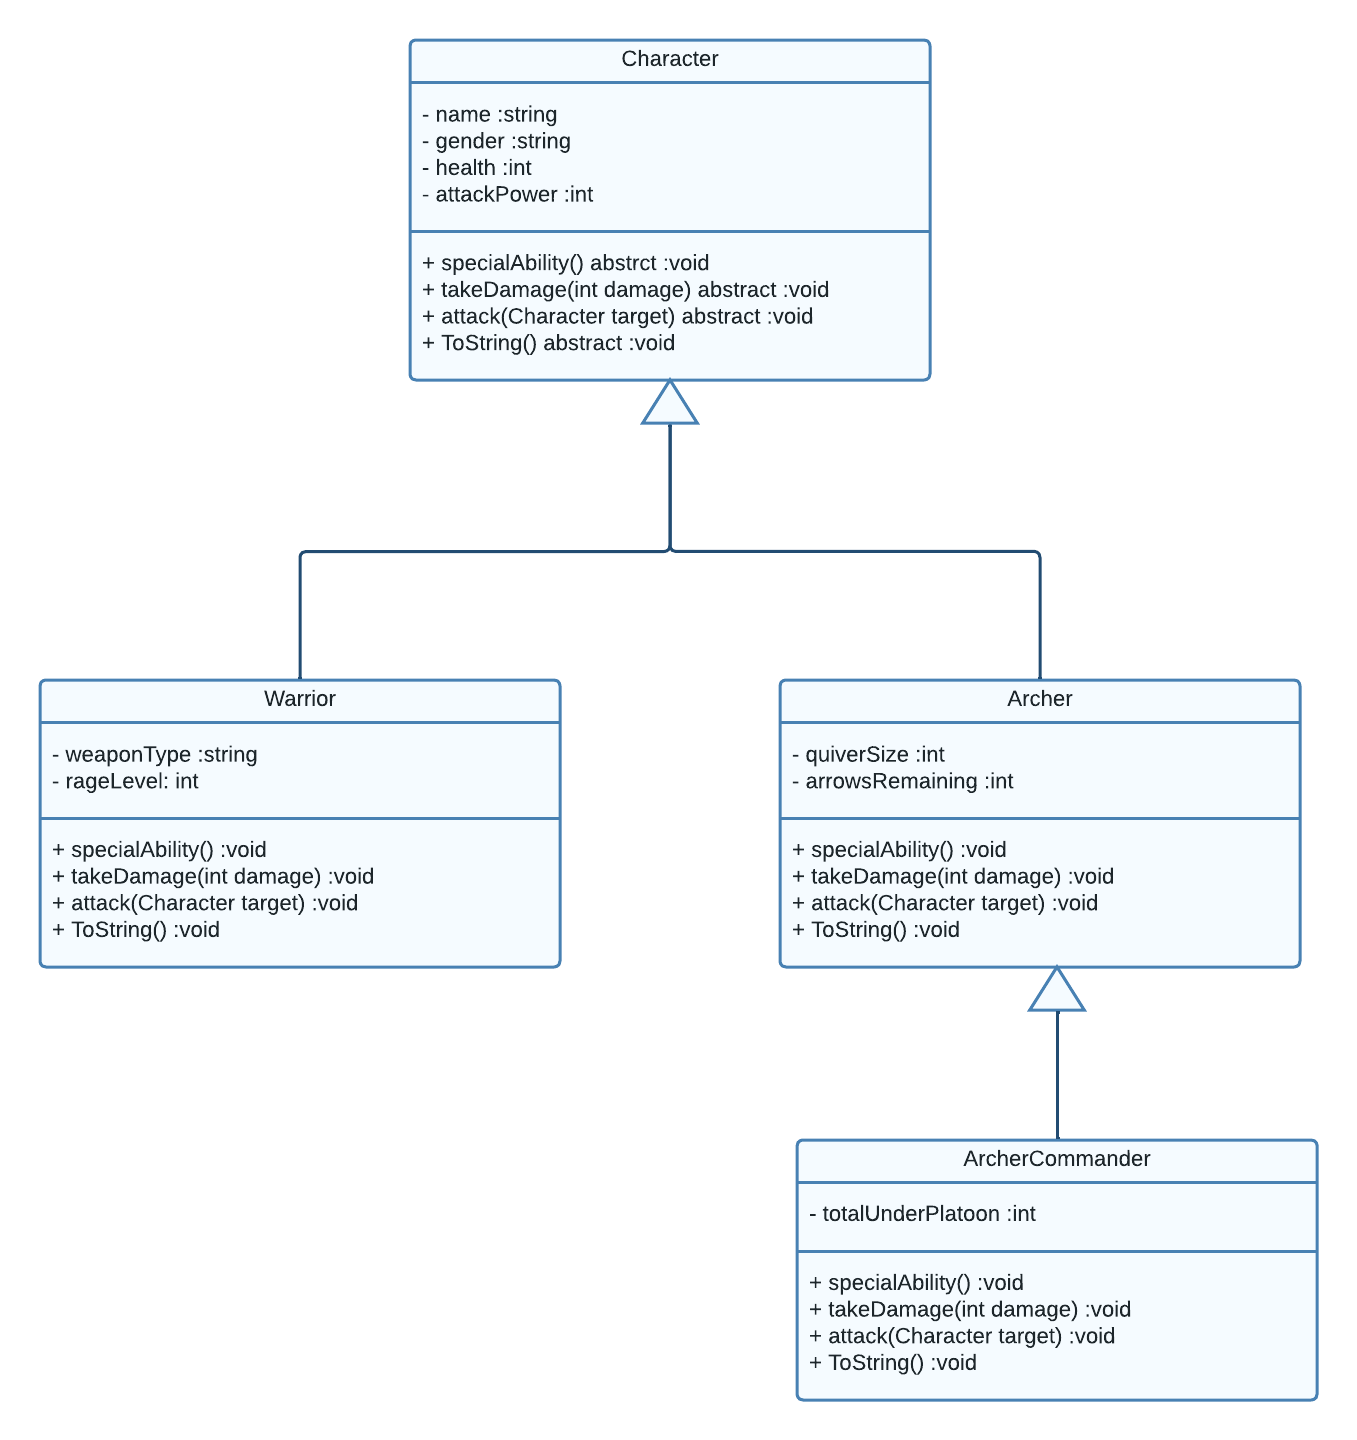 Character
- name :string
- gender :string
- health :int
- attackPower :int
+ specialAbility() abstrct :void
+ takeDamage(int damage) abstract :void
+ attack(Character target) abstract :void
+ ToString() abstract :void
Warrior
- weaponType :string
- rageLevel: int
+ specialAbility() :void
+ takeDamage(int damage) :void
+ attack(Character target) :void
+ ToString() :void
Archer
- quiverSize :int
- arrowsRemaining :int
+ specialAbility() :void
+ takeDamage(int damage) :void
+ attack(Character target) :void
+ ToString() :void
ArcherCommander
- totalUnderPlatoon :int
+ specialAbility() :void
+ takeDamage(int damage) :void
+ attack(Character target) :void
+ ToString() :void